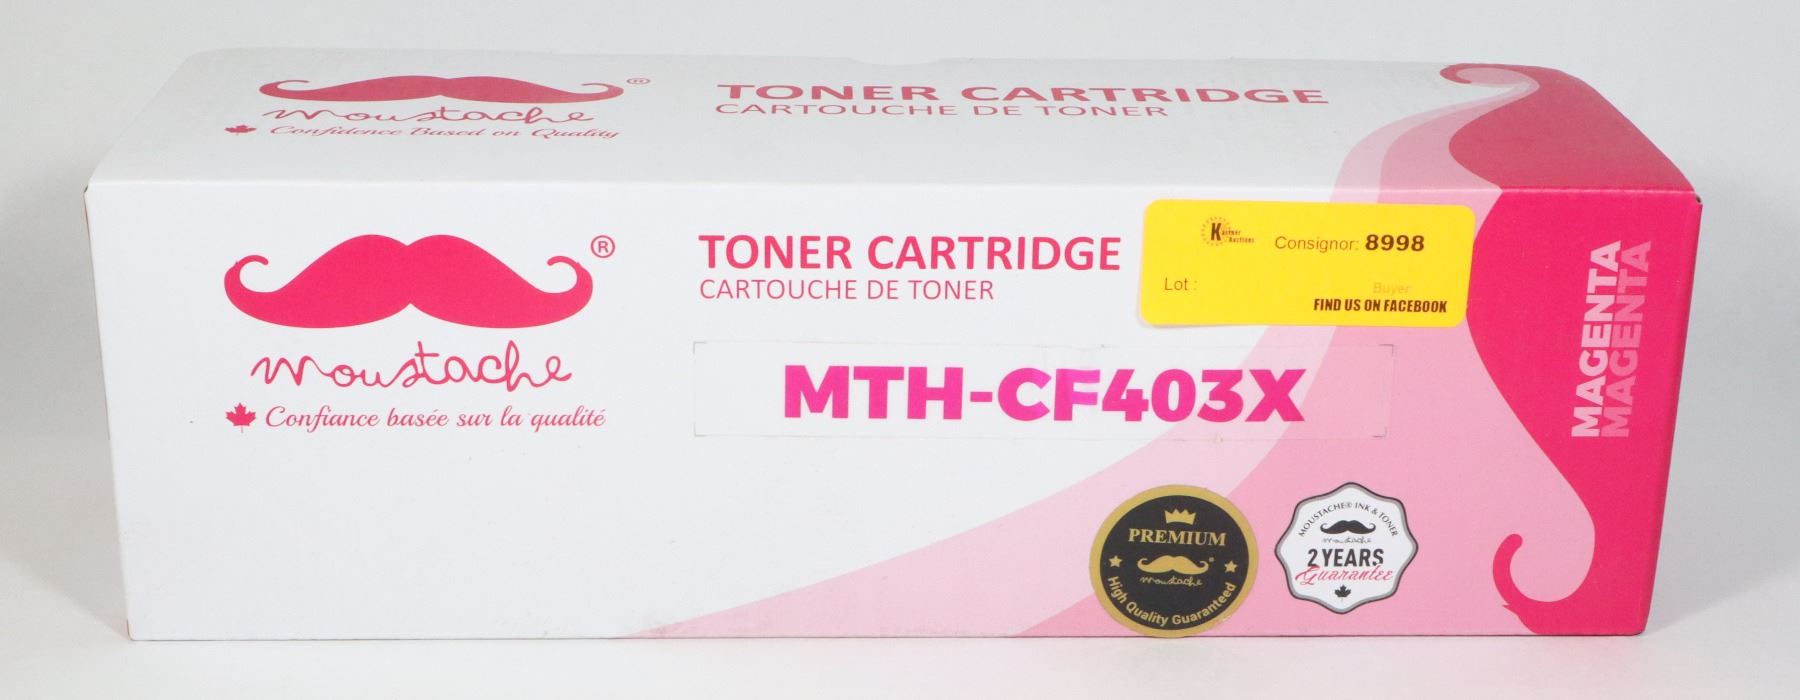 moustache®
Confidence Based on Quality
TONER CARTRIDGE
CARTOUCHE DE TONER
moustache®
Confiance basée sur la qualité
TONER CARTRIDGE
CARTOUCHE DE TONER
MTH-CF403X
Consignor: 8998
Lot :
Buyer:
FIND US ON FACEBOOK
MAGENTA
MAGENTA
PREMIUM
moustache®
High Quality Guaranteed
MOUSTACHE® INK & TONER
moustache
2 YEARS
Guarantee